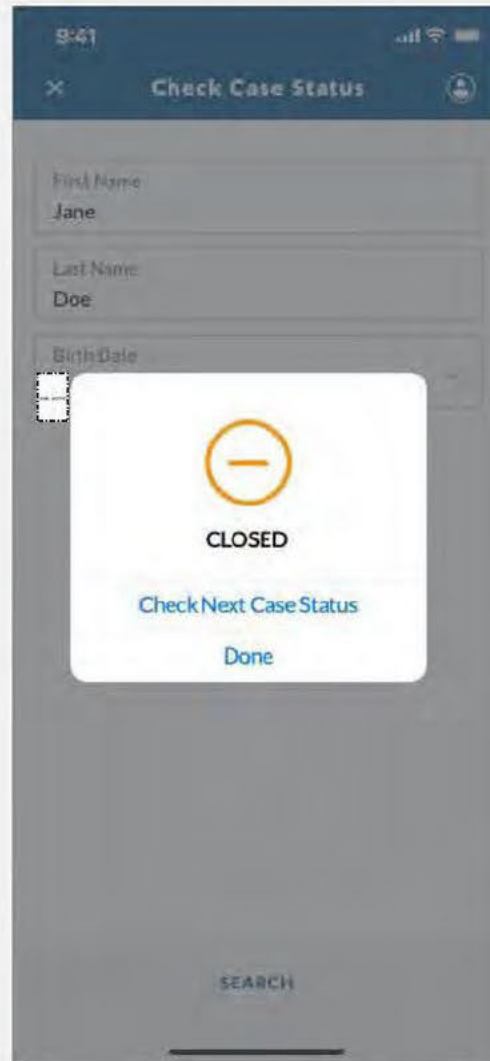 9:41
Check Case Status
First Name
Jane
Last Name
Doe
Birth Date
CLOSED
Check Next Case Status
Done
SEARCH